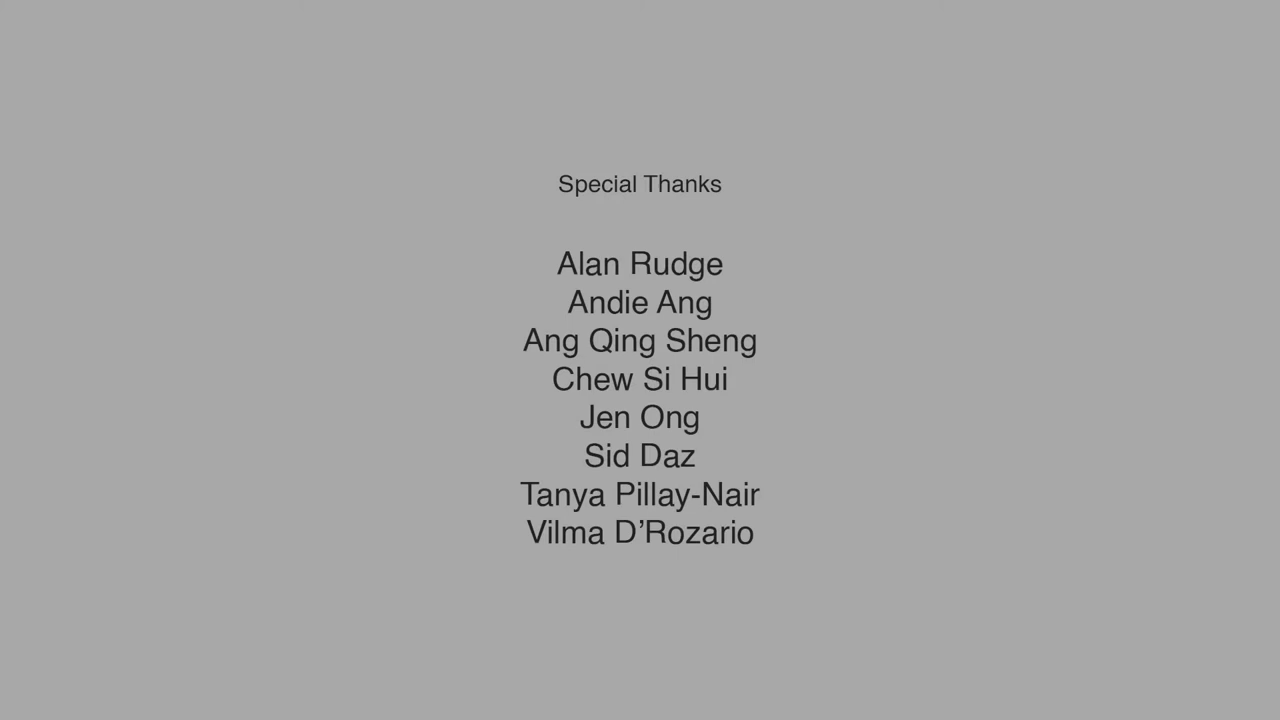 Special Thanks
Alan Rudge
Andie Ang
Ang Qing Sheng
Chew Si Hui
Jen Ong
Sid Daz
Tanya Pillay-Nair
Vilma D’Rozario